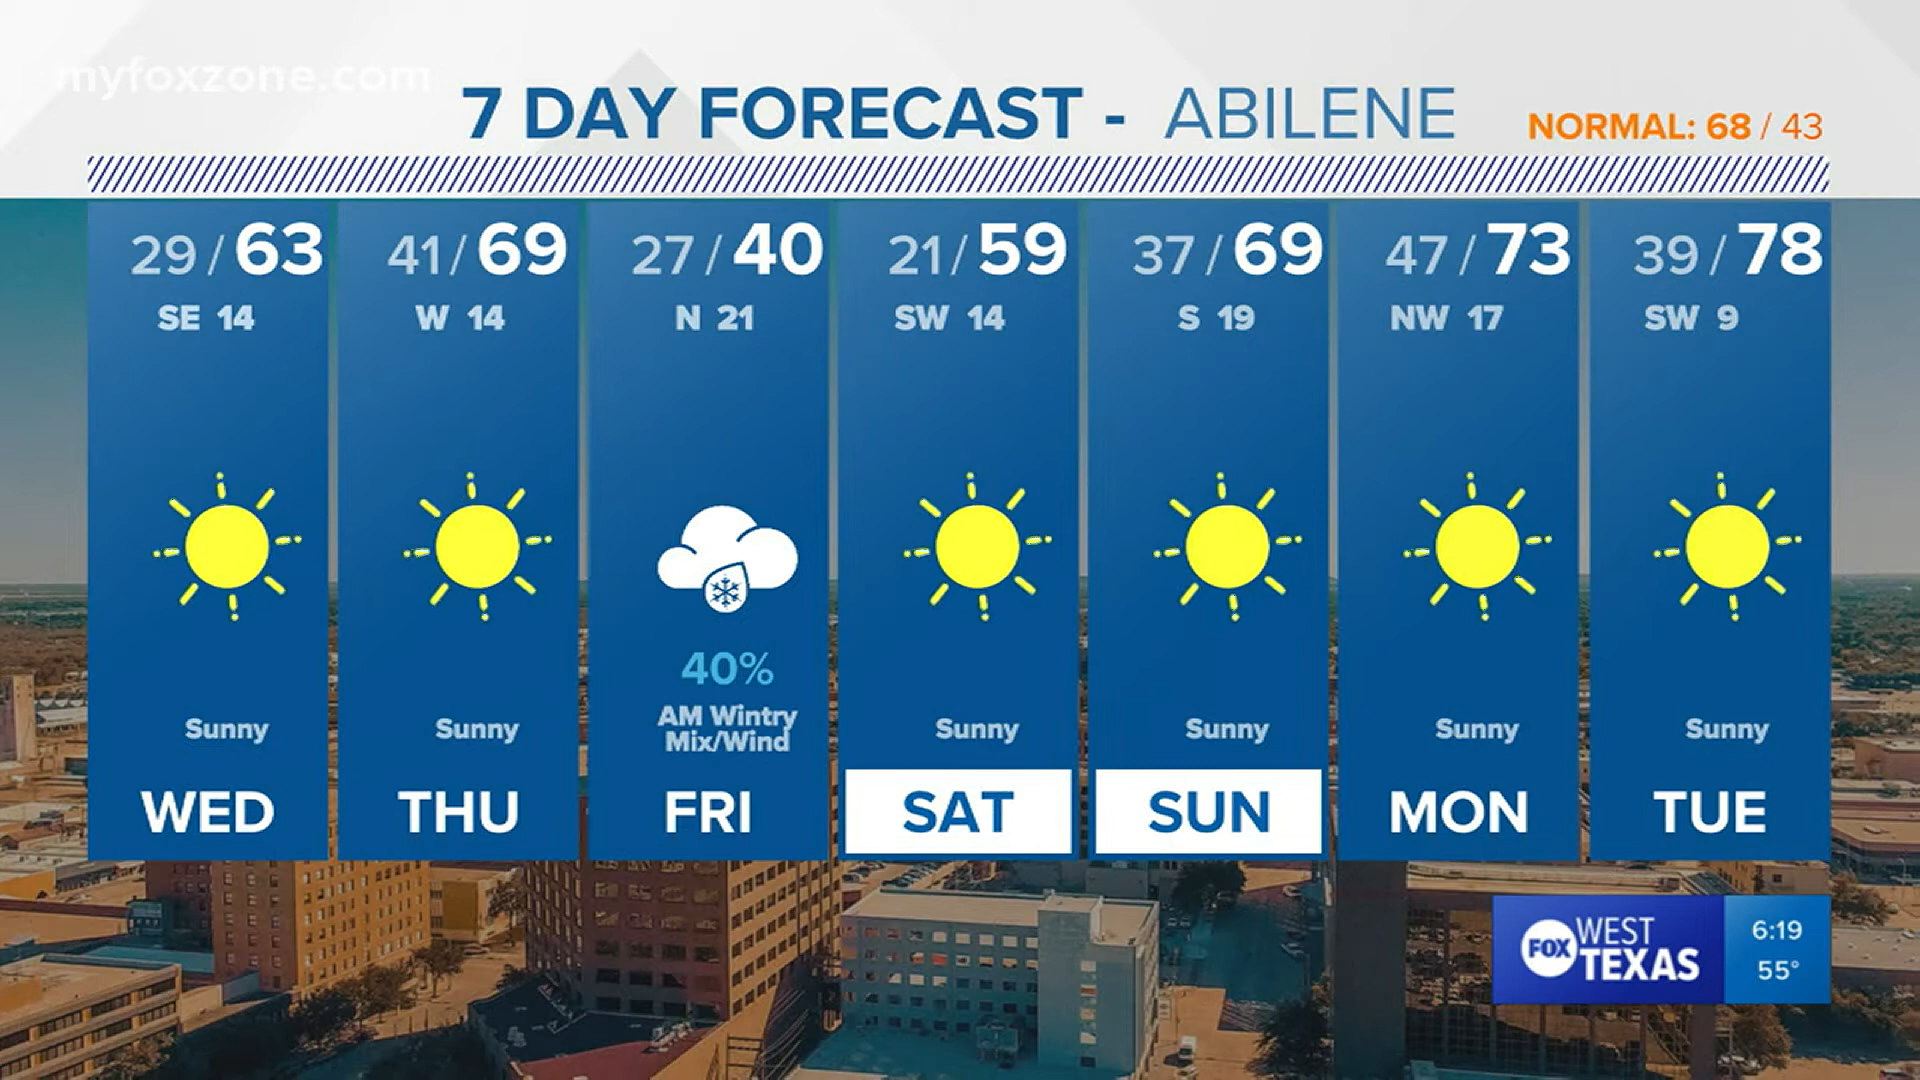 myfoxzone.com
7 DAY FORECAST - ABILENE
NORMAL: 68 / 43
29 / 63
SE 14
Sunny
WED
41 / 69
W 14
Sunny
THU
27 / 40
N 21
40%
AM Wintry
Mix/Wind
FRI
21 / 59
SW 14
Sunny
SAT
37 / 69
S 19
Sunny
SUN
47 / 73
NW 17
Sunny
MON
39 / 78
SW 9
Sunny
TUE
FOX
WEST
TEXAS
6:19
55°